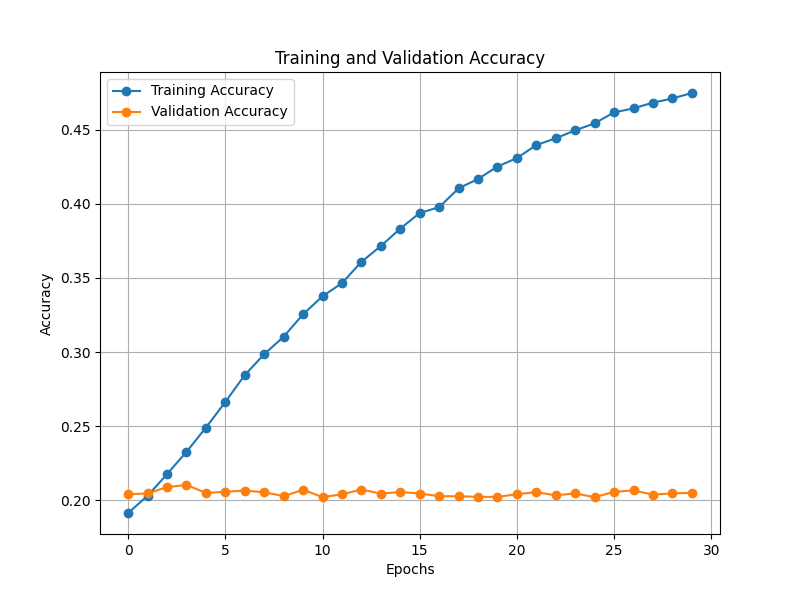 Training and Validation Accuracy
Training Accuracy
Validation Accuracy
0.45
0.40
0.35
0.30
0.25
0.20
Accuracy
0 5 10 15 20 25 30
Epochs